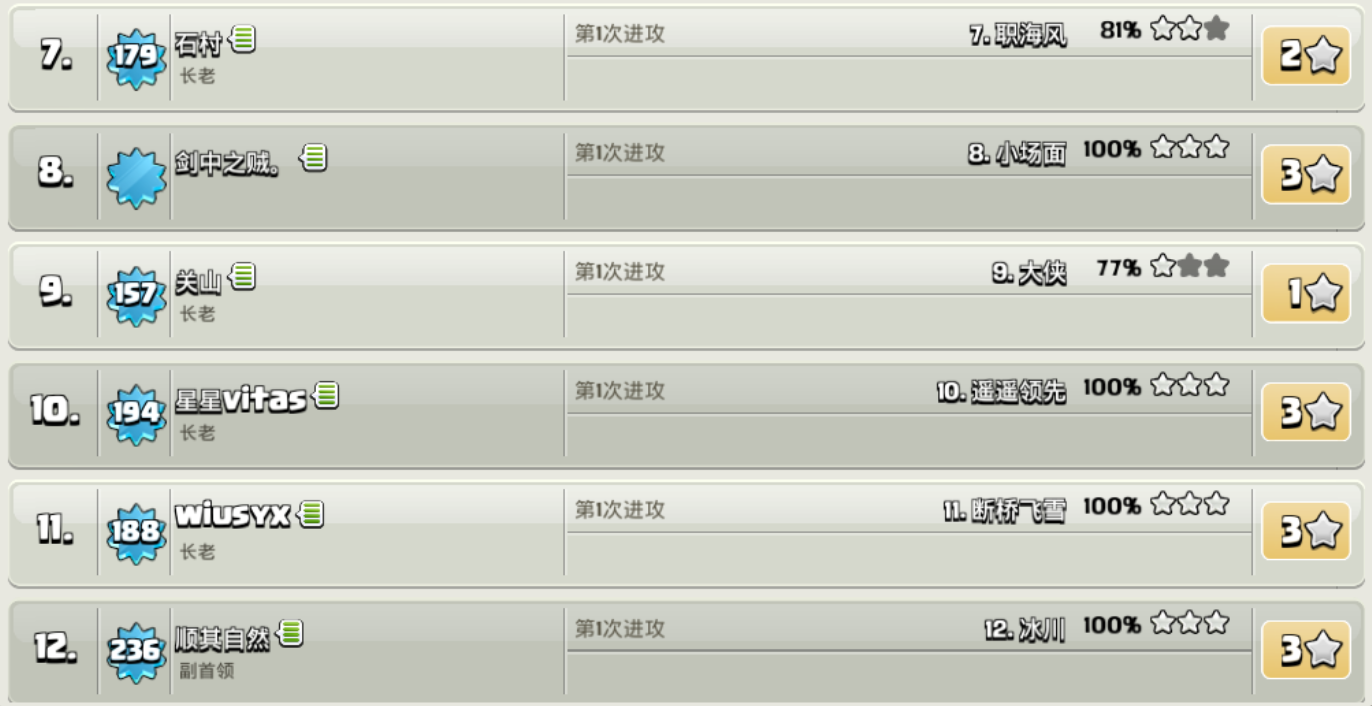 7. 179 石村 第1次进攻 7. 职海风 81% 2
长老
8. 剑中之贼。 第1次进攻 8. 小场面 100% 3
9. 157 关山 第1次进攻 9. 大侠 77% 1
长老
10. 194 星星vitas 第1次进攻 10. 遥遥领先 100% 3
长老
11. 188 wiusyx 第1次进攻 11. 断桥飞雪 100% 3
长老
12. 236 顺其自然 第1次进攻 12. 冰川 100% 3
副首领